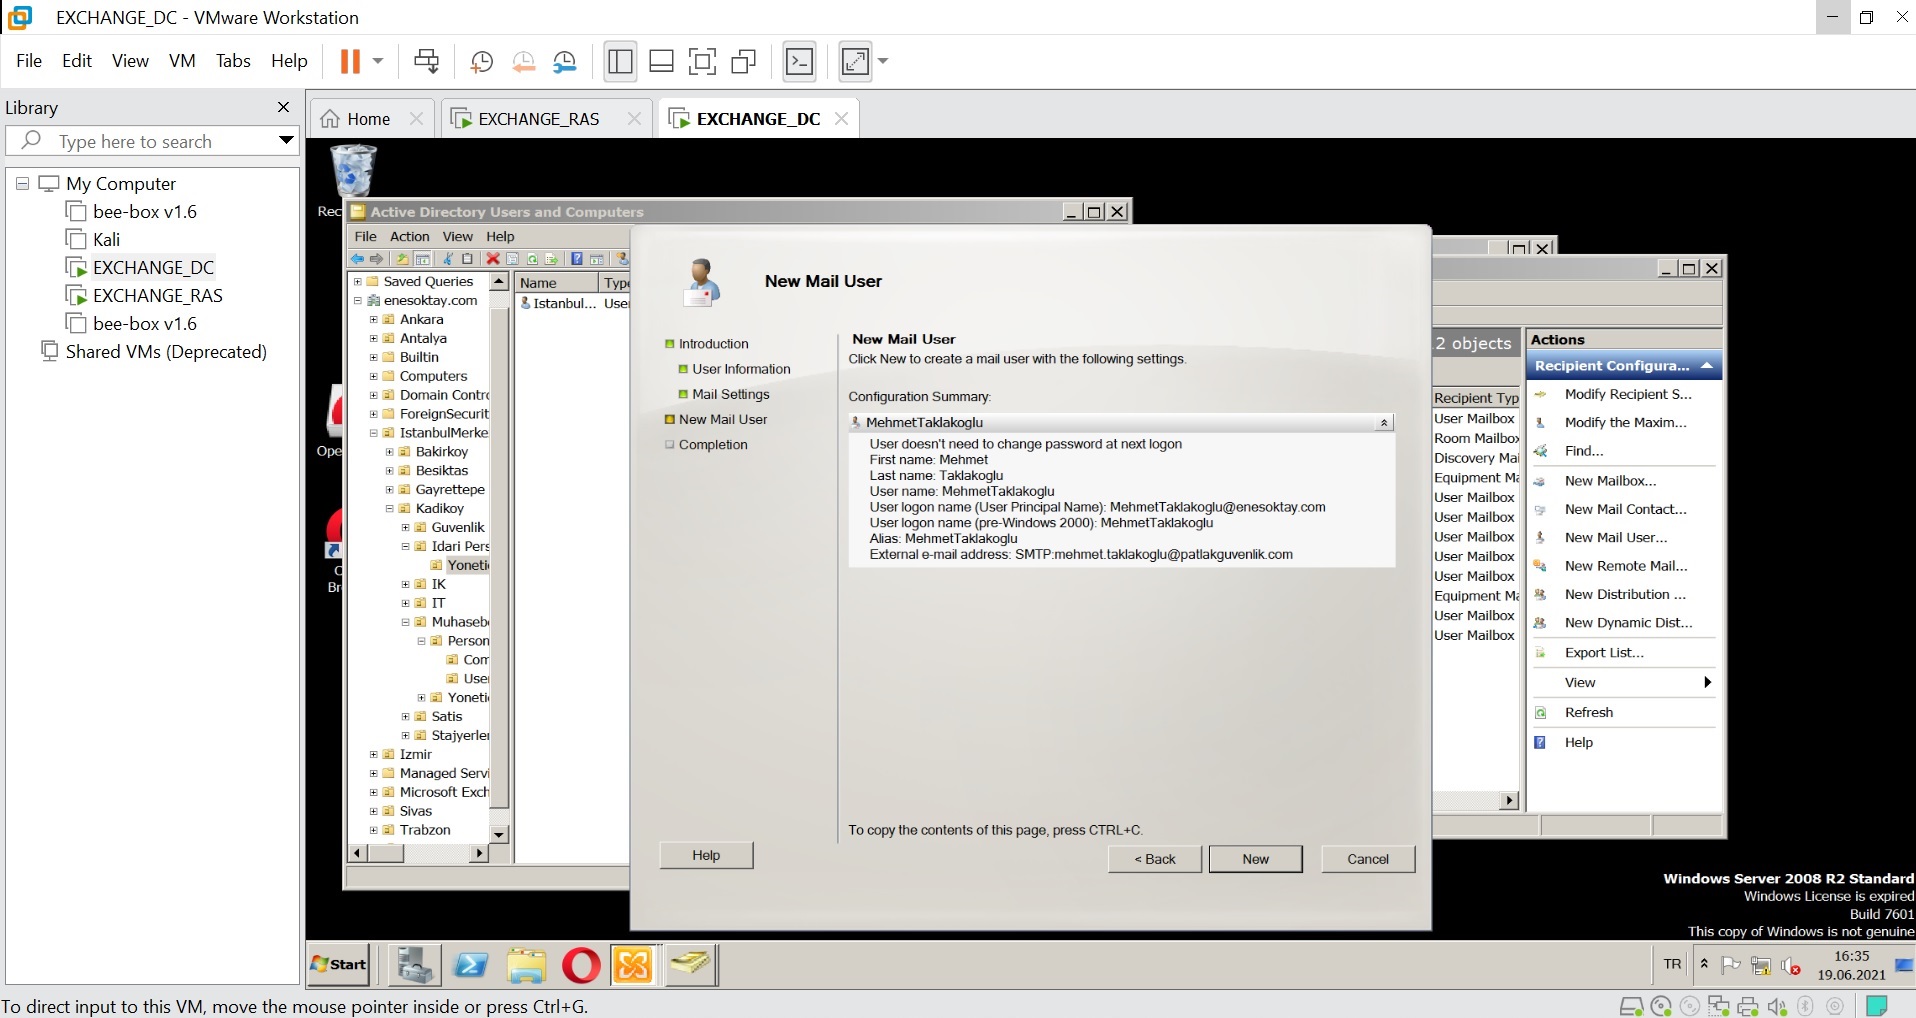 EXCHANGE_DC - VMware Workstation
File Edit View VM Tabs Help
Library
Type here to search
My Computer
bee-box v1.6
Kali
EXCHANGE_DC
EXCHANGE_RAS
bee-box v1.6
Shared VMs (Deprecated)
Home
EXCHANGE_RAS
EXCHANGE_DC
Rec
Ope
Br
Active Directory Users and Computers
File Action View Help
Saved Queries
enesoktay.com
Ankara
Antalya
Builtin
Computers
Domain Contro
ForeignSecurit
IstanbulMerke
Bakirkoy
Besiktas
Gayrettepe
Kadikoy
Guvenlik
Idari Pers
Yoneti
IK
IT
Muhaseb
Person
Com
User
Yoneti
Satis
Stajyerler
Izmir
Managed Servi
Microsoft Exch
Sivas
Trabzon
Name Type
Istanbul... User
New Mail User
Introduction
User Information
Mail Settings
New Mail User
Completion
New Mail User
Click New to create a mail user with the following settings.
Configuration Summary:
MehmetTaklakoglu
User doesn't need to change password at next logon
First name: Mehmet
Last name: Taklakoglu
User name: MehmetTaklakoglu
User logon name (User Principal Name): MehmetTaklakoglu@enesoktay.com
User logon name (pre-Windows 2000): MehmetTaklakoglu
Alias: MehmetTaklakoglu
External e-mail address: SMTP:mehmet.taklakoglu@patlakguvenlik.com
To copy the contents of this page, press CTRL+C.
Help
< Back
New
Cancel
2 objects
Recipient Typ
User Mailbox
Room Mailbox
Discovery Mai
Equipment Ma
User Mailbox
User Mailbox
User Mailbox
User Mailbox
User Mailbox
Equipment Ma
User Mailbox
User Mailbox
Actions
Recipient Configura...
Modify Recipient S...
Modify the Maxim...
Find...
New Mailbox...
New Mail Contact...
New Mail User...
New Remote Mail...
New Distribution ...
New Dynamic Dist...
Export List...
View
Refresh
Help
Windows Server 2008 R2 Standard
Windows License is expired
Build 7601
This copy of Windows is not genuine
Start
TR
16:35
19.06.2021
To direct input to this VM, move the mouse pointer inside or press Ctrl+G.